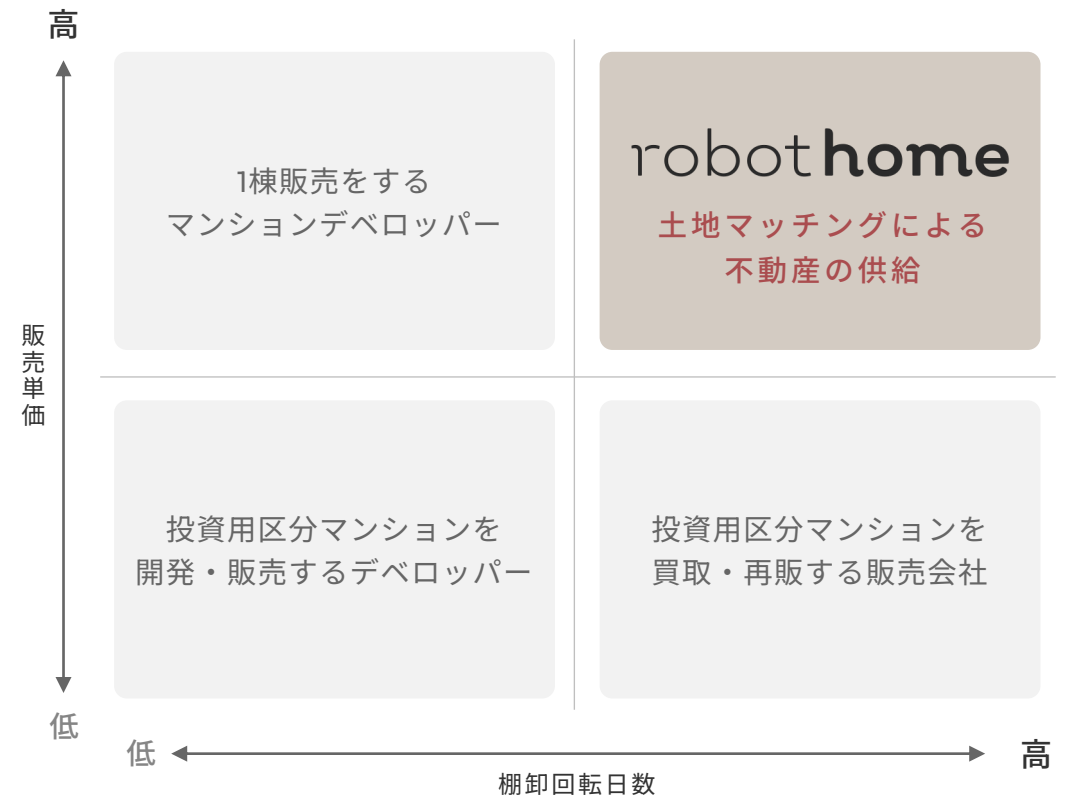 高
1棟販売をする
マンションデベロッパー
robot home
土地マッチングによる
不動産の供給
販売単価
投資用区分マンションを
開発・販売するデベロッパー
投資用区分マンションを
買取・再販する販売会社
低
低
高
棚卸回転日数